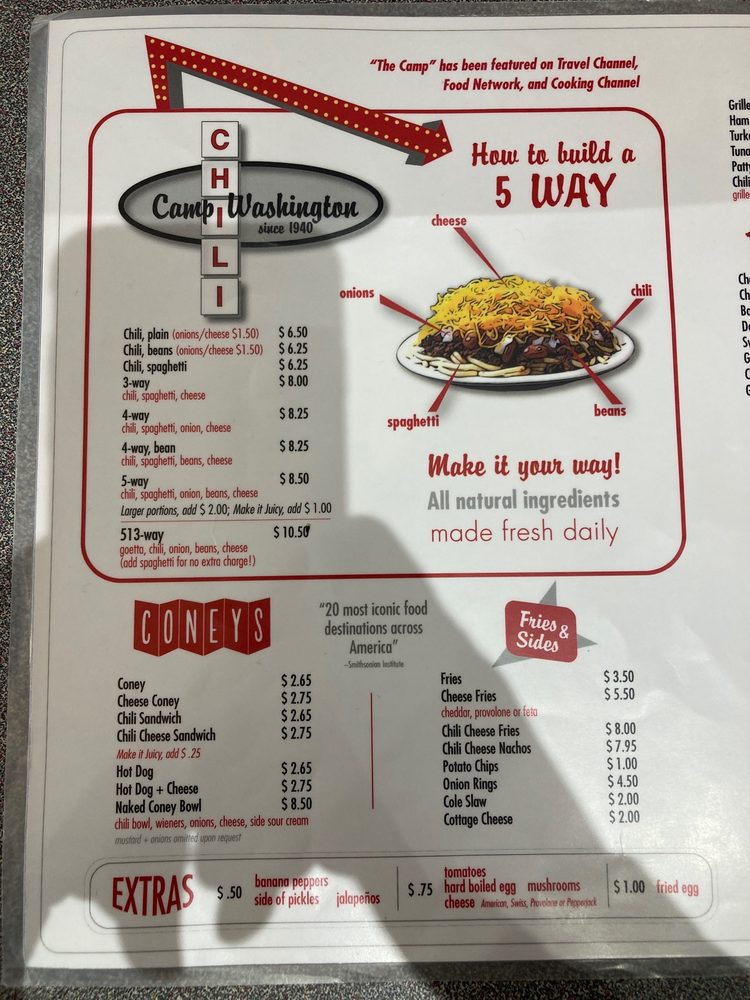 "The Camp" has been featured on Travel Channel,
Food Network, and Cooking Channel
CHILI
Camp Washington
since 1940
How to build a
5 WAY
cheese
onions
chili
spaghetti
beans
Chili, plain (onions/cheese $1.50) $ 6.50
Chili, beans (onions/cheese $1.50) $ 6.25
Chili, spaghetti $ 6.25
3-way $ 8.00
chili, spaghetti, cheese
4-way $ 8.25
chili, spaghetti, onion, cheese
4-way, bean $ 8.25
chili, spaghetti, beans, cheese
5-way $ 8.50
chili, spaghetti, onion, beans, cheese
Larger portions, add $ 2.00; Make it Juicy, add $ 1.00
513-way $ 10.50
goetta, chili, onion, beans, cheese
(add spaghetti for no extra charge!)
Make it your way!
All natural ingredients
made fresh daily
CONEYS
"20 most iconic food
destinations across
America"
–Smithsonian Institute
Fries &
Sides
Coney $ 2.65
Cheese Coney $ 2.75
Chili Sandwich $ 2.65
Chili Cheese Sandwich $ 2.75
Make it Juicy, add $ .25
Hot Dog $ 2.65
Hot Dog + Cheese $ 2.75
Naked Coney Bowl $ 8.50
chili bowl, wieners, onions, cheese, side sour cream
mustard + onions omitted upon request
Fries $ 3.50
Cheese Fries $ 5.50
cheddar, provolone or feta
Chili Cheese Fries $ 8.00
Chili Cheese Nachos $ 7.95
Potato Chips $ 1.00
Onion Rings $ 4.50
Cole Slaw $ 2.00
Cottage Cheese $ 2.00
EXTRAS
$ .50 banana peppers
side of pickles jalapeños
$ .75 tomatoes
hard boiled egg mushrooms
cheese American, Swiss, Provolone or Pepperjack
$ 1.00 fried egg
Grille
Ham
Turke
Tuna
Patty
Chili
grille